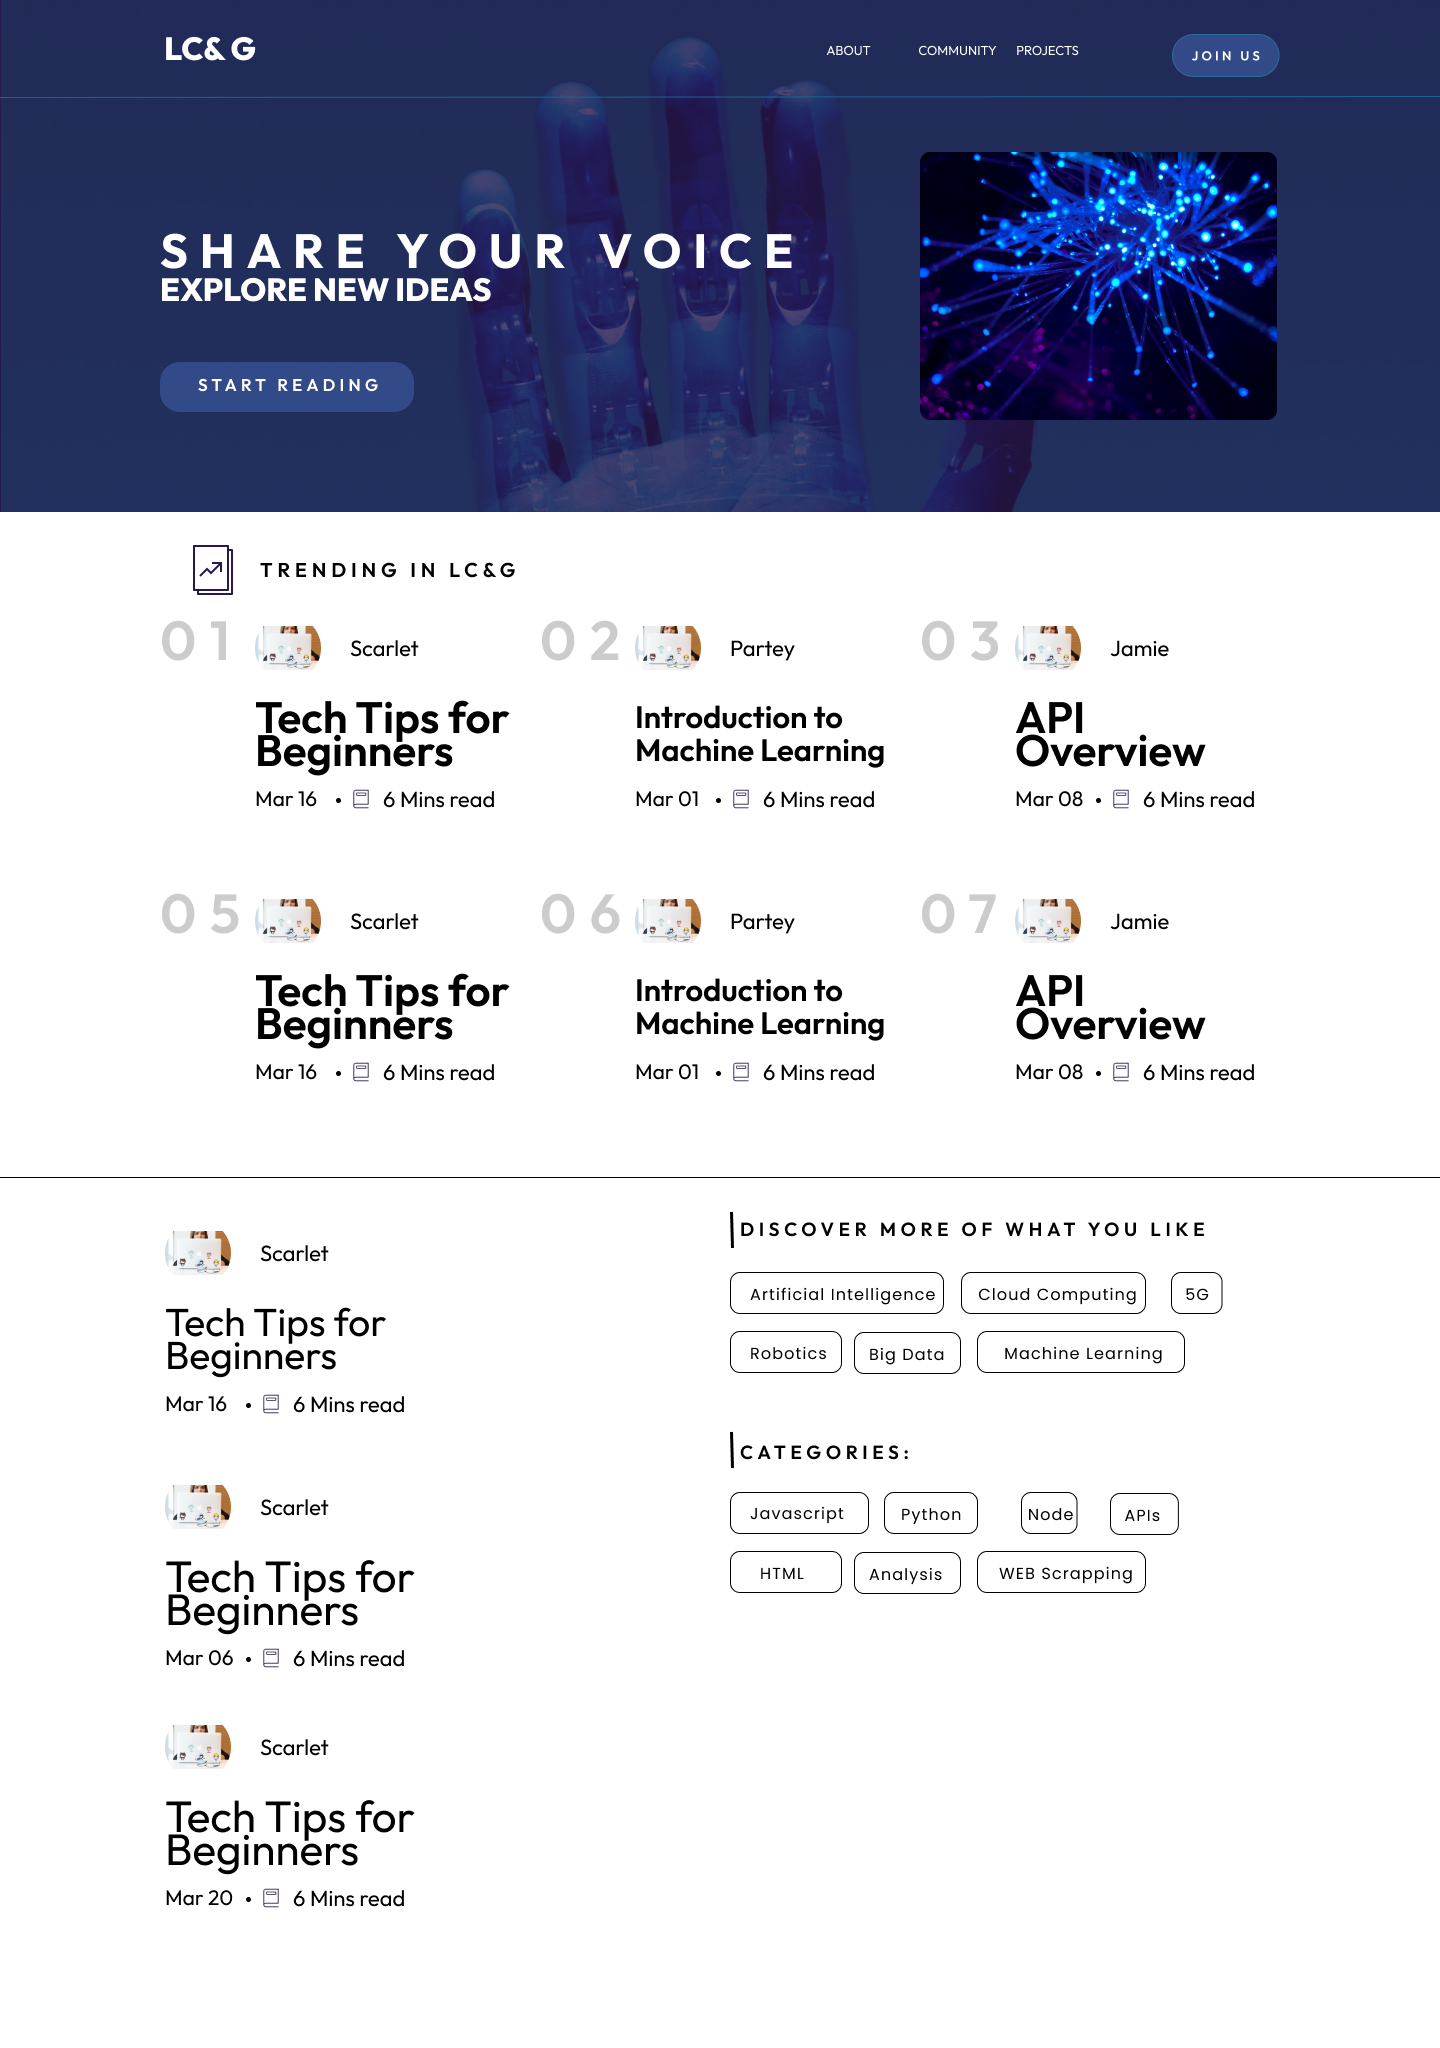 LC& G
ABOUT COMMUNITY PROJECTS
JOIN US
SHARE YOUR VOICE
EXPLORE NEW IDEAS
START READING
TRENDING IN LC&G
01 Scarlet
Tech Tips for
Beginners
Mar 16 • 6 Mins read
02 Partey
Introduction to
Machine Learning
Mar 01 • 6 Mins read
03 Jamie
API
Overview
Mar 08 • 6 Mins read
05 Scarlet
Tech Tips for
Beginners
Mar 16 • 6 Mins read
06 Partey
Introduction to
Machine Learning
Mar 01 • 6 Mins read
07 Jamie
API
Overview
Mar 08 • 6 Mins read
Scarlet
Tech Tips for
Beginners
Mar 16 • 6 Mins read
Scarlet
Tech Tips for
Beginners
Mar 06 • 6 Mins read
Scarlet
Tech Tips for
Beginners
Mar 20 • 6 Mins read
DISCOVER MORE OF WHAT YOU LIKE
Artificial Intelligence Cloud Computing 5G
Robotics Big Data Machine Learning
CATEGORIES:
Javascript Python Node APIs
HTML Analysis WEB Scrapping